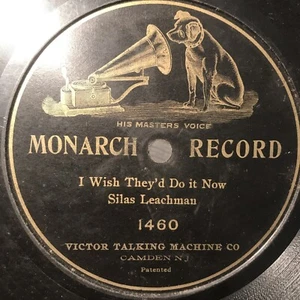 HIS MASTERS VOICE
MONARCH RECORD
I Wish They'd Do it Now
Silas Leachman
1460
VICTOR TALKING MACHINE CO
CAMDEN N.J
Patented